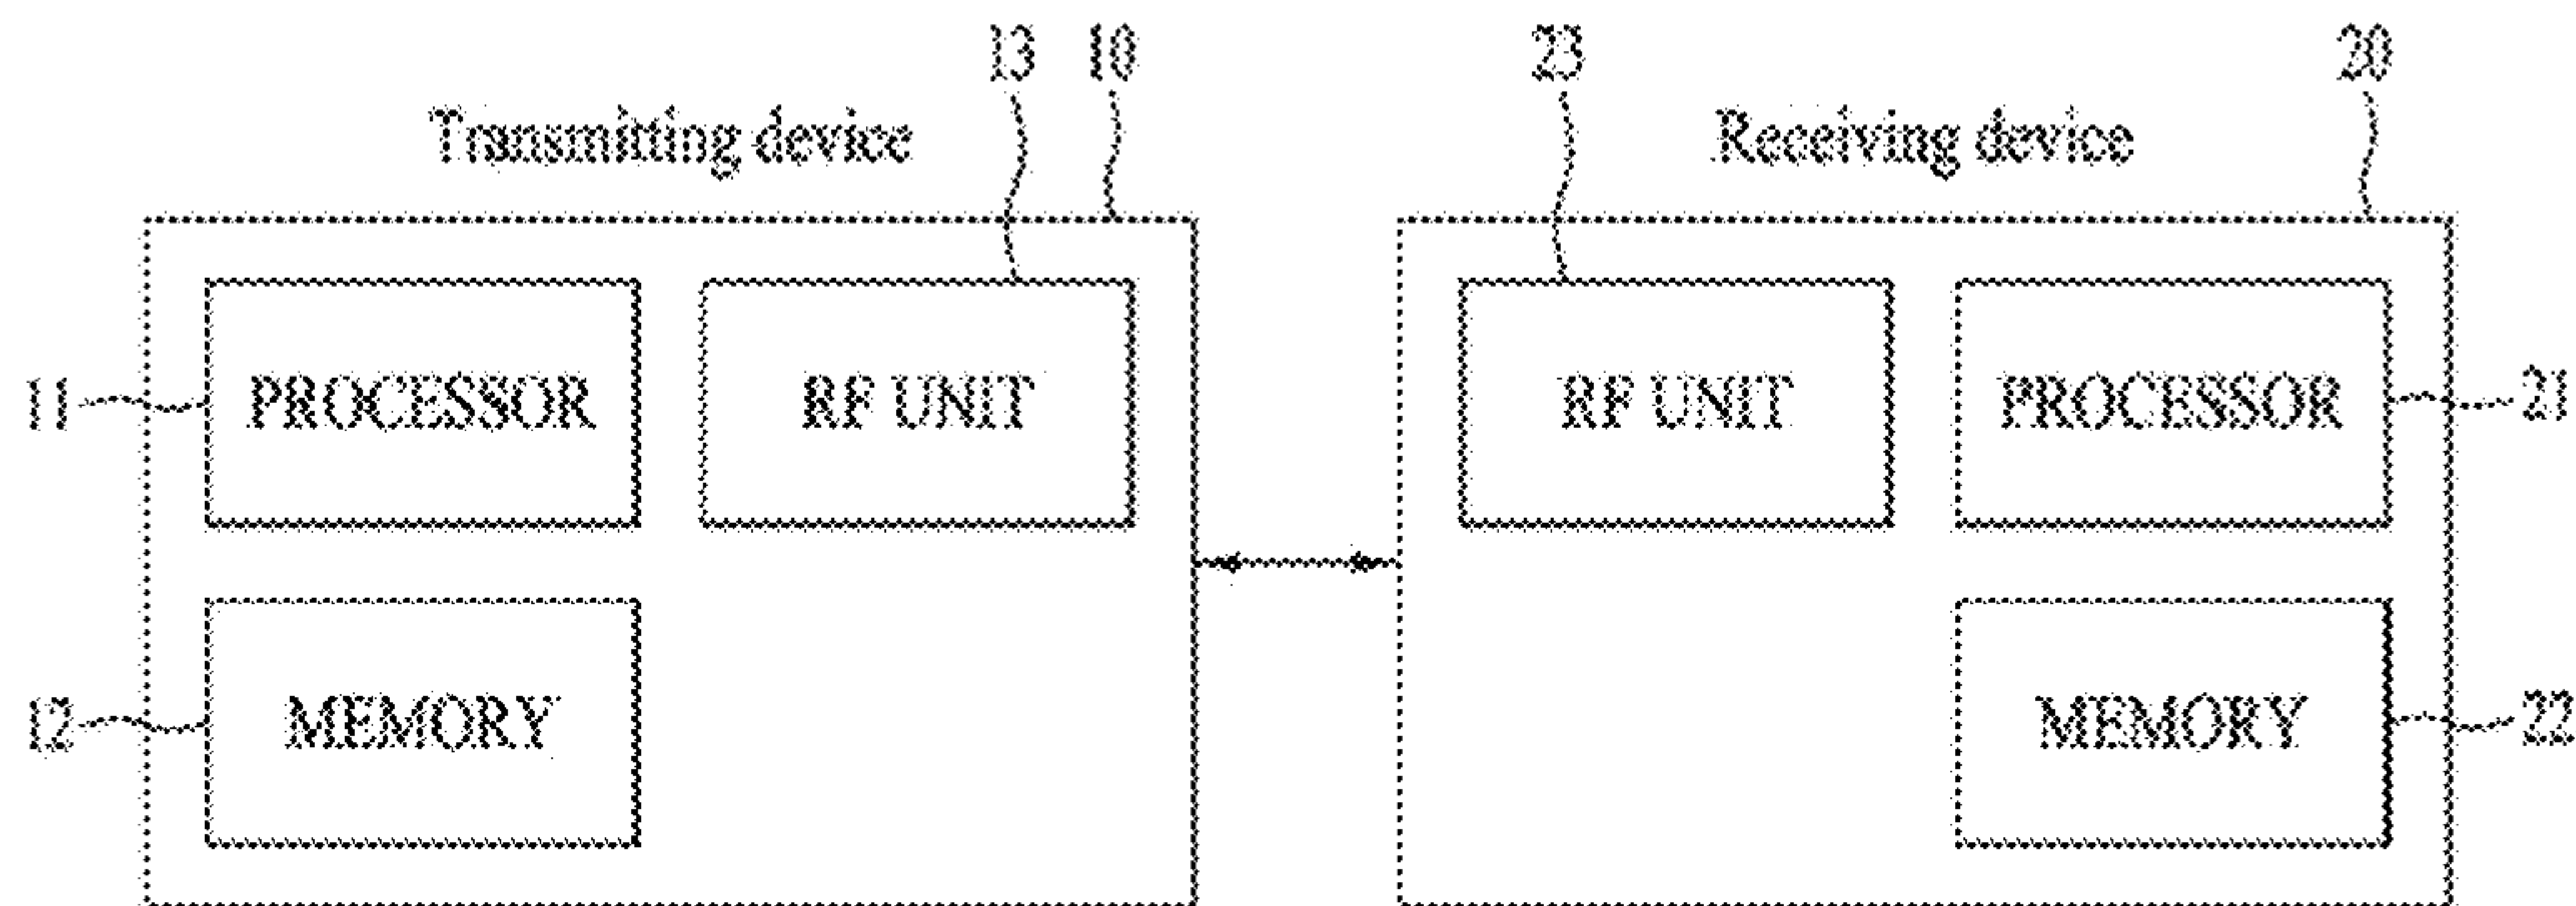 13 10 23 20
Transmitting device Receiving device
11 PROCESSOR RF UNIT RF UNIT PROCESSOR 21
12 MEMORY MEMORY 22